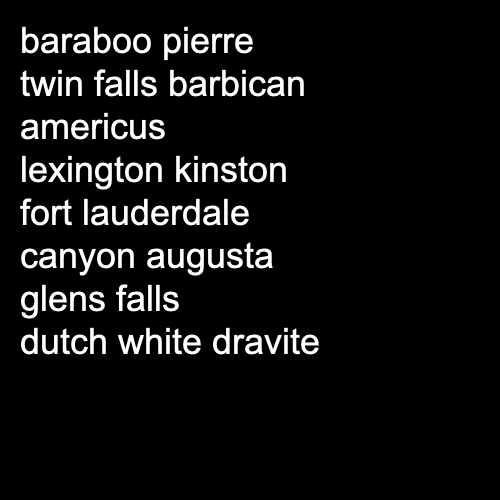 baraboo pierre
twin falls barbican
americus
lexington kinston
fort lauderdale
canyon augusta
glens falls
dutch white dravite